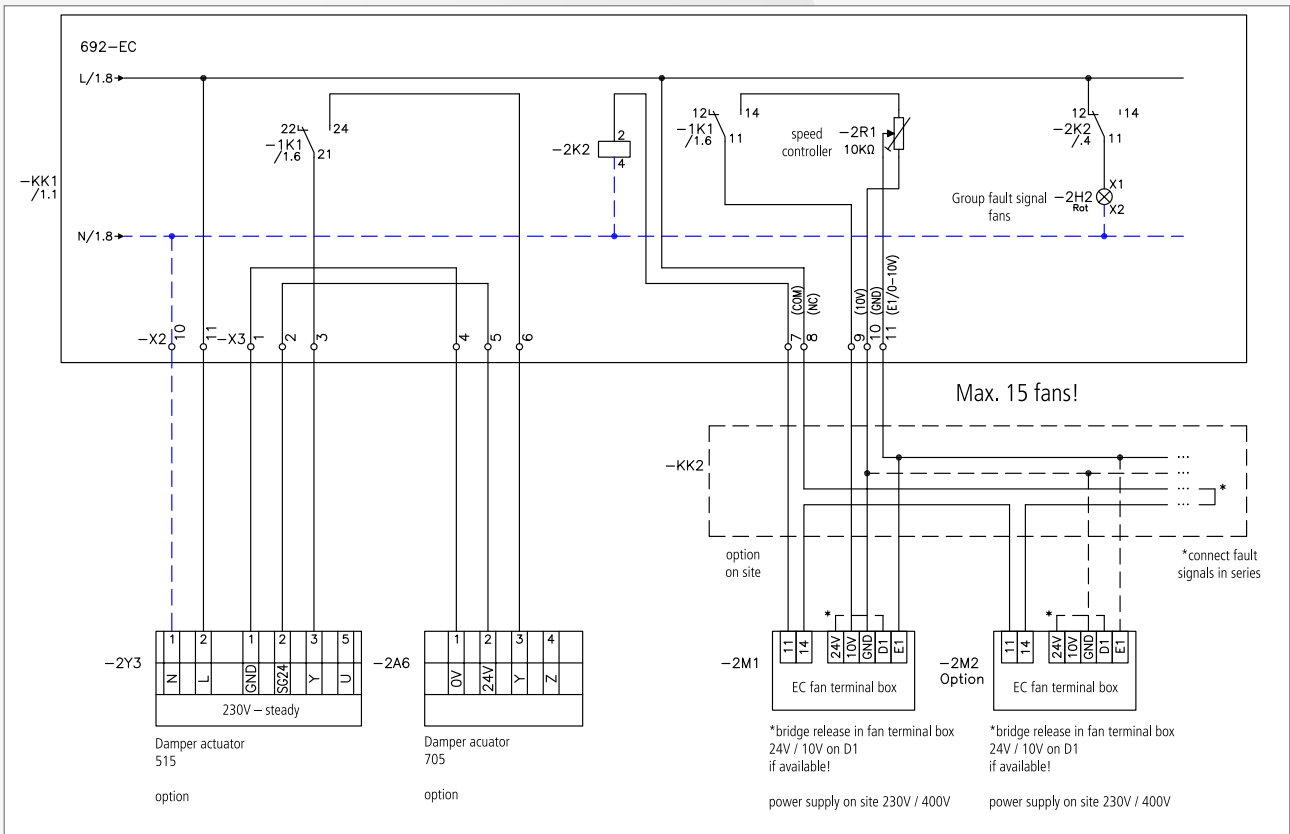 692-EC
L/1.8
22 24
-1K1
/1.6 21
2
-2K2
4
12 14
-1K1
/1.6 11
speed
controller
-2R1
10KΩ
12 14
-2K2
/.4 11
-KK1
/1.1
Group fault signal
fans
-2H2
Rot
X1
X2
N/1.8
(COM)
(NC)
(10V)
(GND)
(E1/0-10V)
-X2 10 11 -X3 1 2 3 4 5 6 7 8 9 10 11
Max. 15 fans!
-KK2
...
...
... *
...
option
on site
*connect fault
signals in series
-2Y3
1 2 1 2 3 5
N L GND SG24 Y U
230V – steady
-2A6
1 2 3 4
0V 24V Y Z
-2M1
*
11 14 24V 10V GND D1 E1
EC fan terminal box
-2M2
Option
*
11 14 24V 10V GND D1 E1
EC fan terminal box
Damper actuator
515
option
Damper acuator
705
option
*bridge release in fan terminal box
24V / 10V on D1
if available!
power supply on site 230V / 400V
*bridge release in fan terminal box
24V / 10V on D1
if available!
power supply on site 230V / 400V